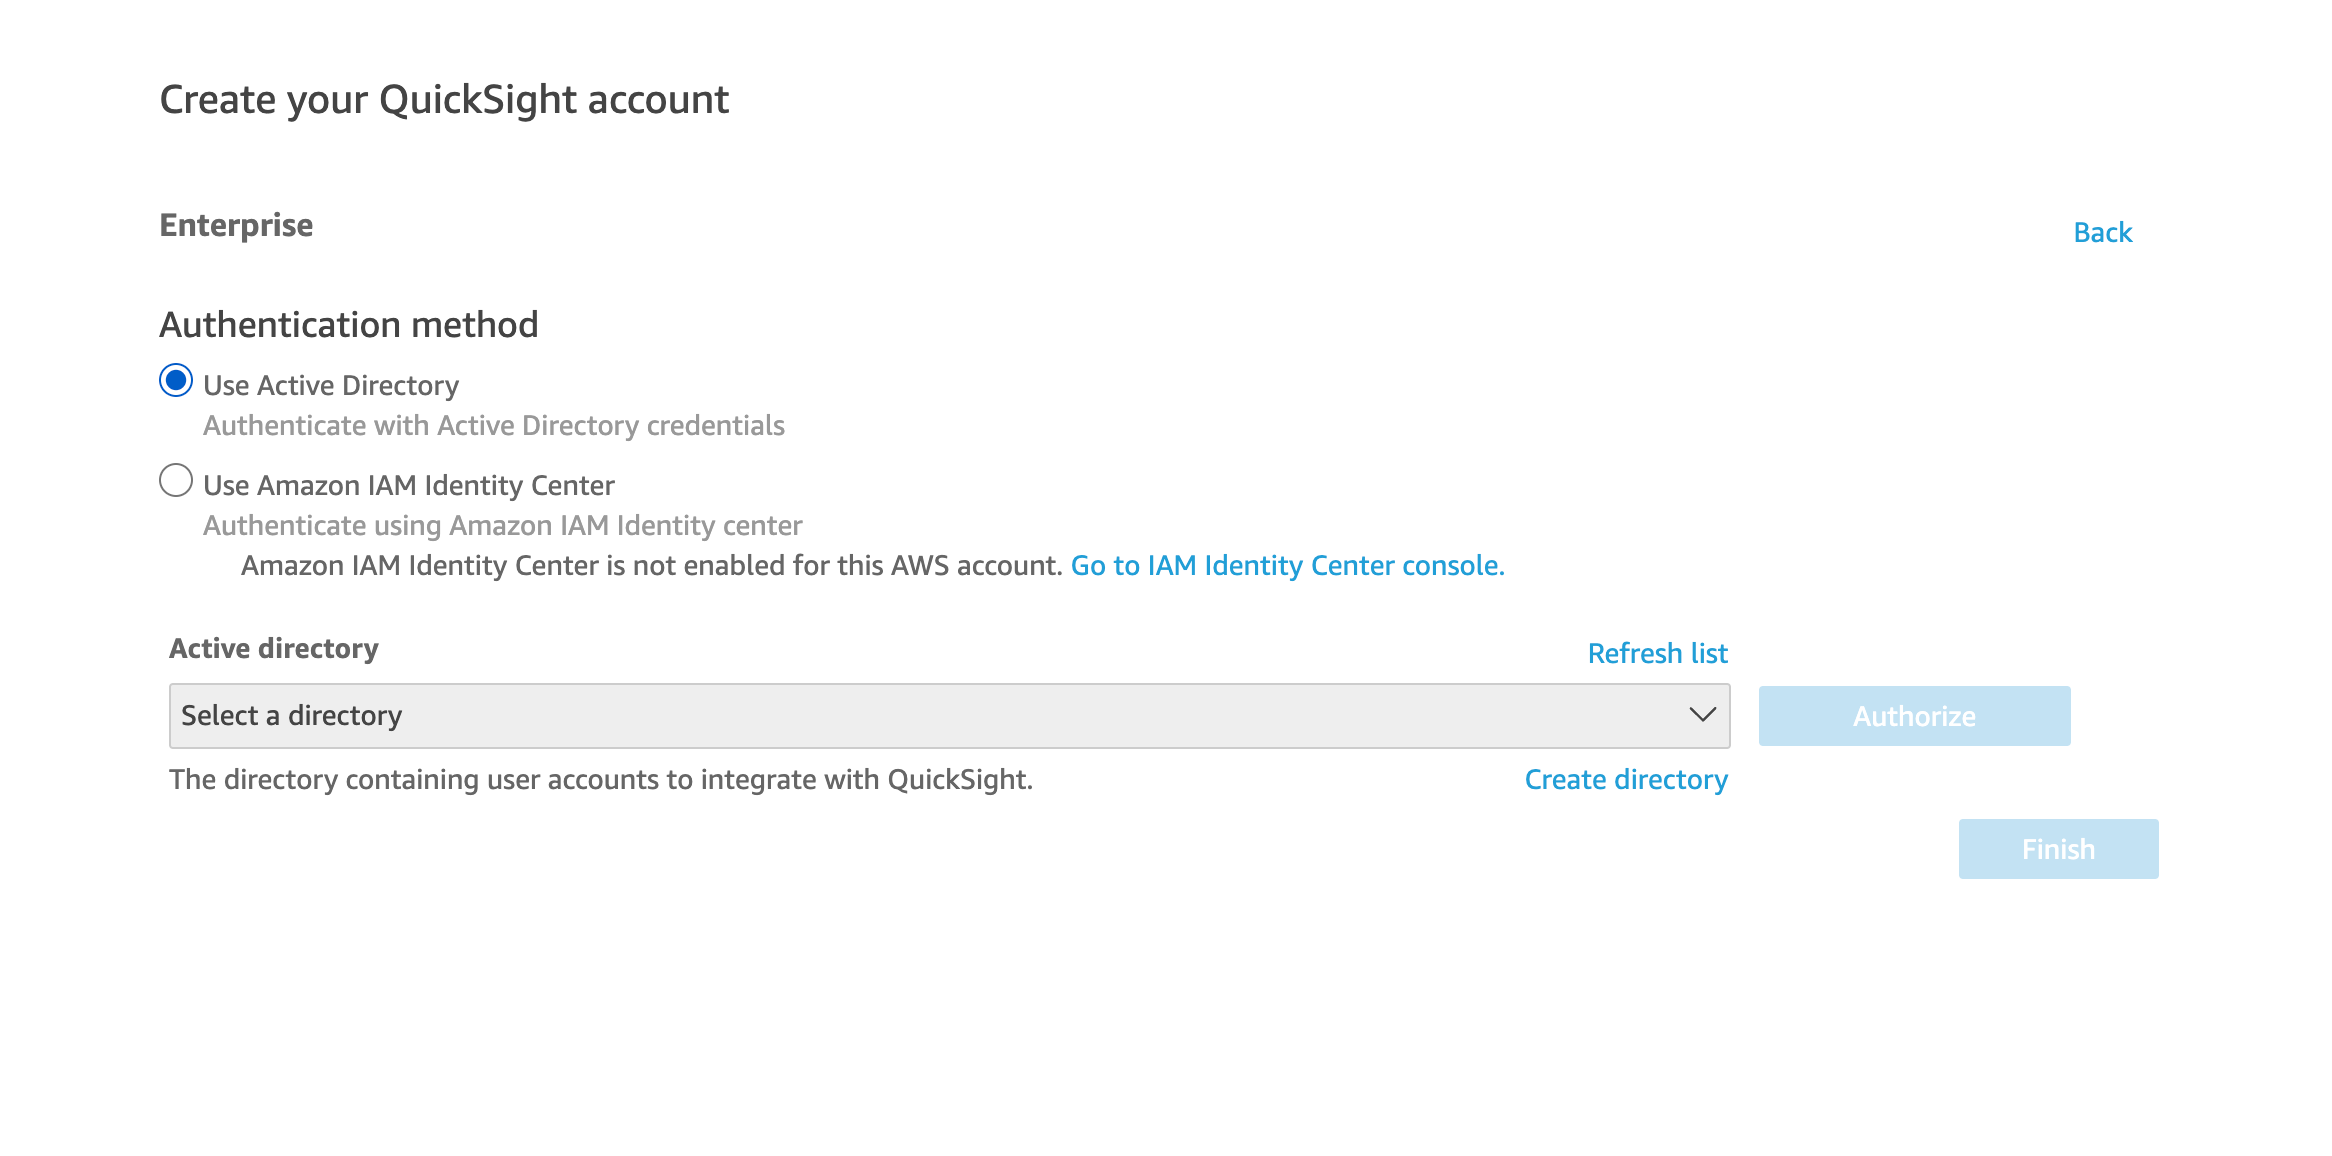 Create your QuickSight account
Enterprise
Back
Authentication method
Use Active Directory
Authenticate with Active Directory credentials
Use Amazon IAM Identity Center
Authenticate using Amazon IAM Identity center
Amazon IAM Identity Center is not enabled for this AWS account. Go to IAM Identity Center console.
Active directory
Refresh list
Select a directory
Authorize
The directory containing user accounts to integrate with QuickSight.
Create directory
Finish